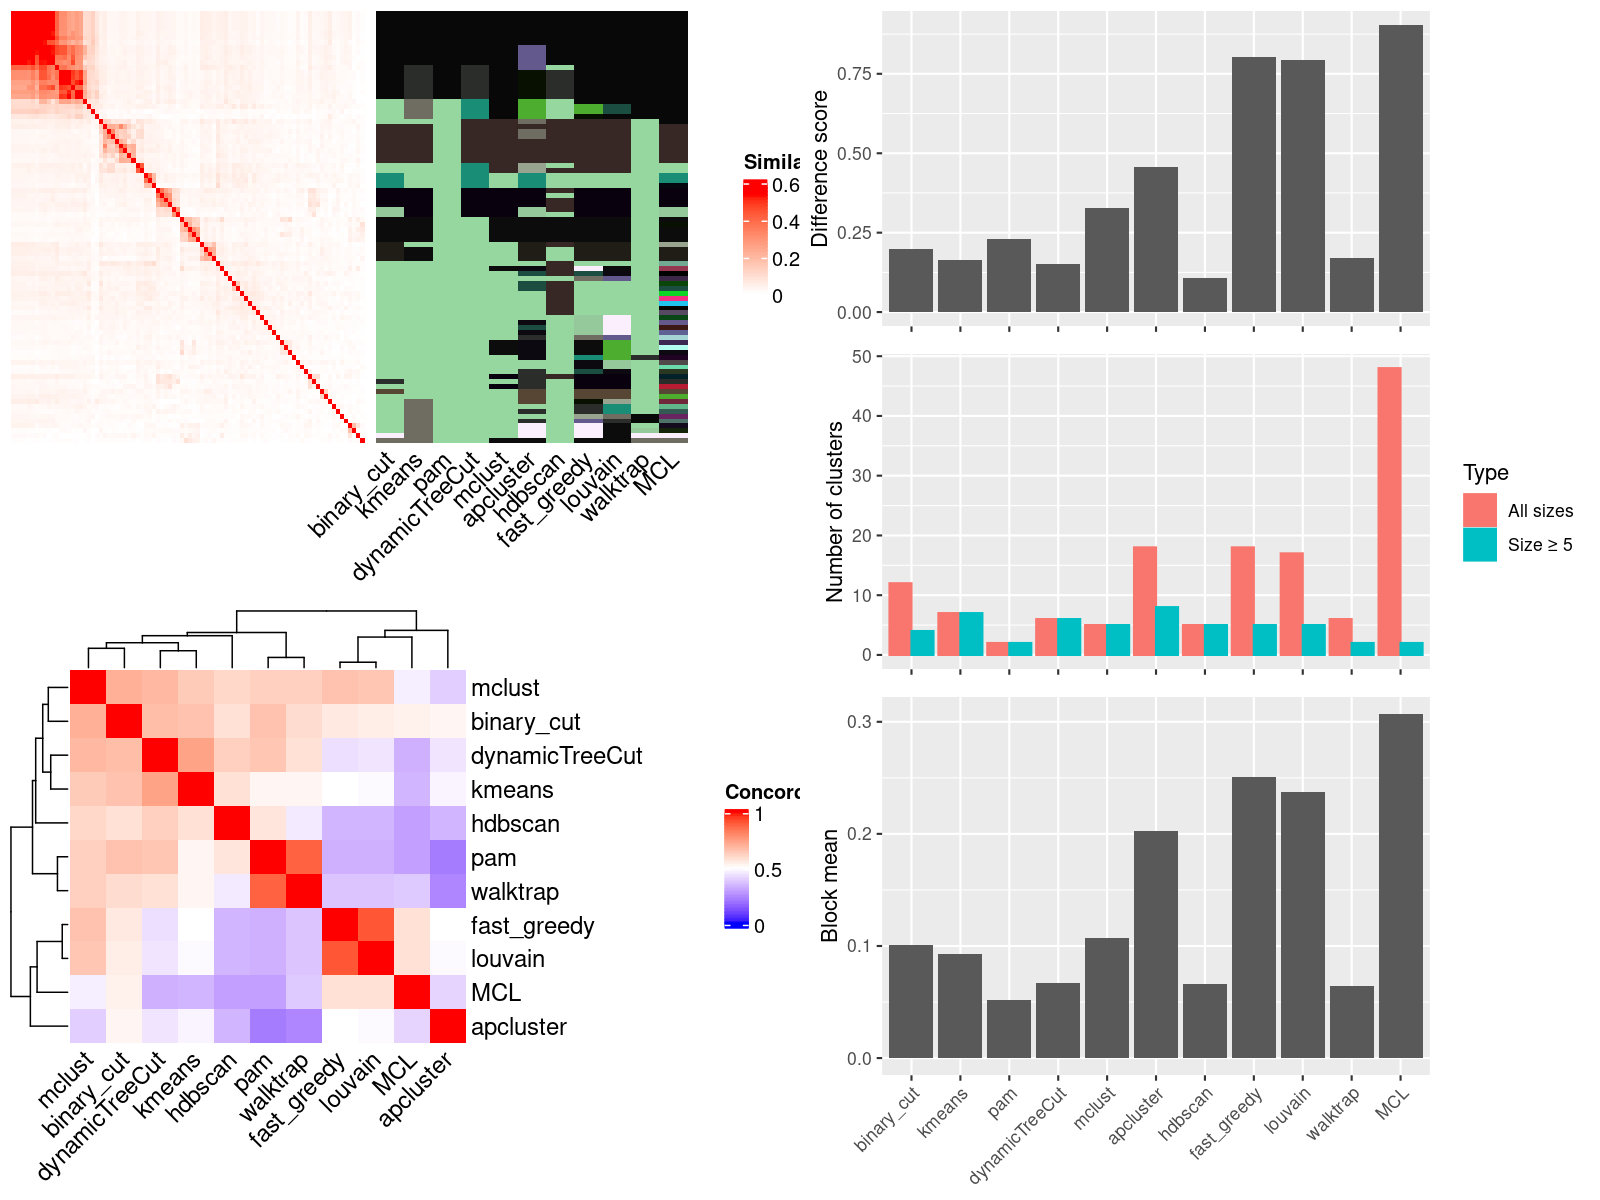 Simila
0.6
0.4
0.2
0
binary_cut
kmeans
pam
dynamicTreeCut
mclust
apcluster
hdbscan
fast_greedy
louvain
walktrap
MCL
mclust
binary_cut
dynamicTreeCut
kmeans
hdbscan
pam
walktrap
fast_greedy
louvain
MCL
apcluster
Concord
1
0.5
0
mclust
binary_cut
dynamicTreeCut
kmeans
hdbscan
pam
walktrap
fast_greedy
louvain
MCL
apcluster
Difference score
0.75
0.50
0.25
0.00
Number of clusters
50
40
30
20
10
0
Type
All sizes
Size ≥ 5
Block mean
0.3
0.2
0.1
0.0
binary_cut
kmeans
pam
dynamicTreeCut
mclust
apcluster
hdbscan
fast_greedy
louvain
walktrap
MCL